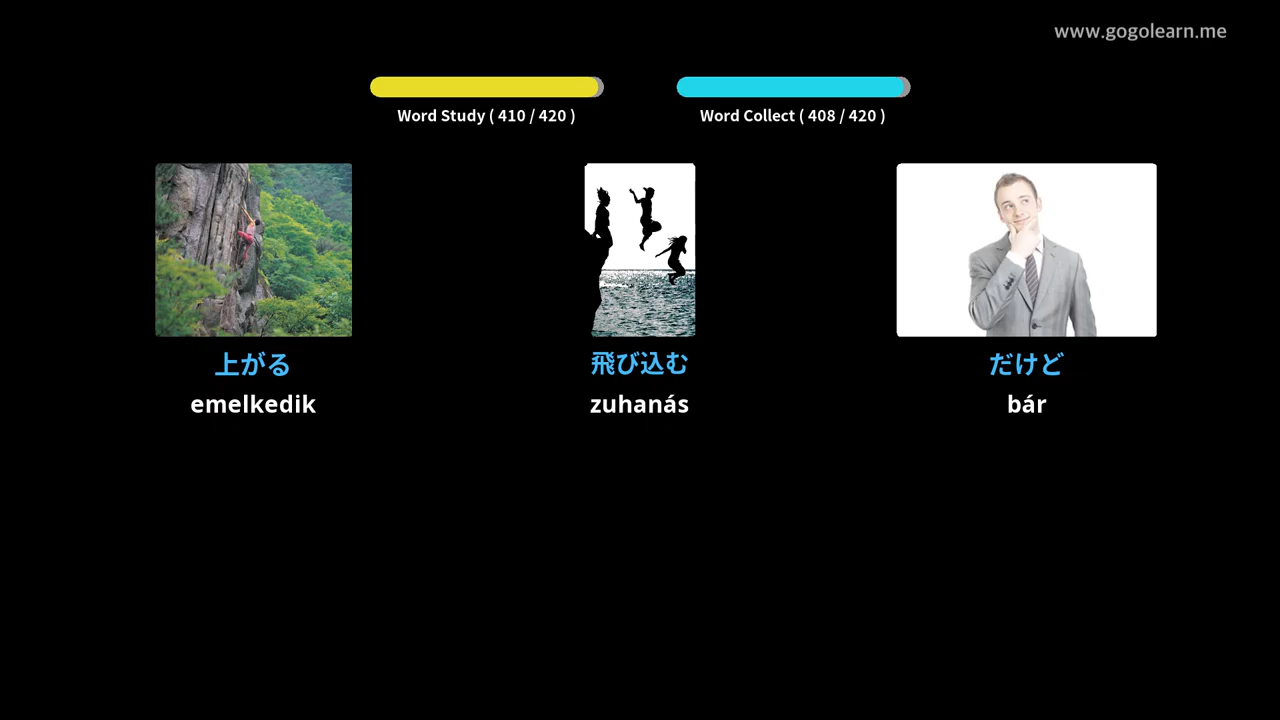 www.gogolearn.me
Word Study ( 410 / 420 )
Word Collect ( 408 / 420 )
上がる
飛び込む
だけど
emelkedik
zuhanás
bár